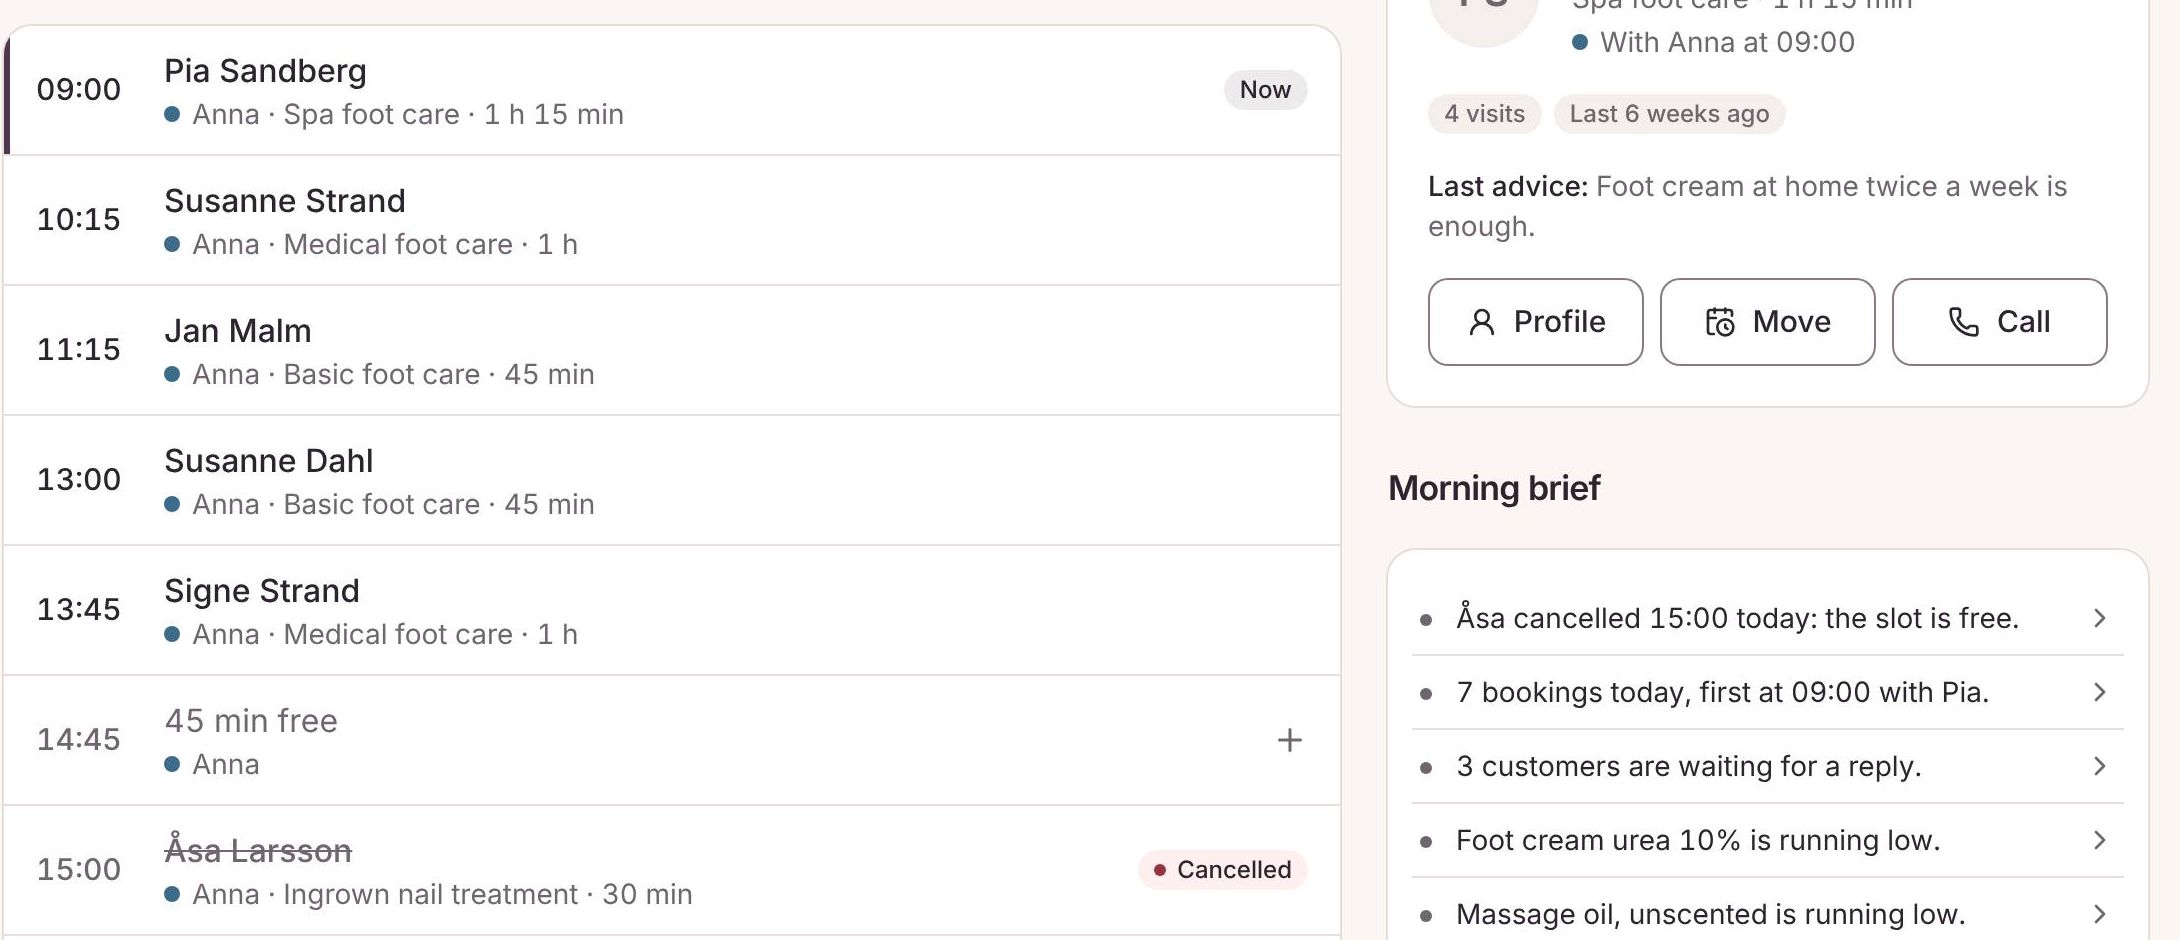 09:00
Pia Sandberg
Anna · Spa foot care · 1 h 15 min
Now
10:15
Susanne Strand
Anna · Medical foot care · 1 h
11:15
Jan Malm
Anna · Basic foot care · 45 min
13:00
Susanne Dahl
Anna · Basic foot care · 45 min
13:45
Signe Strand
Anna · Medical foot care · 1 h
14:45
45 min free
Anna
15:00
Åsa Larsson
Anna · Ingrown nail treatment · 30 min
Cancelled
Spa foot care · 1 h 15 min
With Anna at 09:00
4 visits
Last 6 weeks ago
Last advice: Foot cream at home twice a week is
enough.
Profile
Move
Call
Morning brief
Åsa cancelled 15:00 today: the slot is free.
7 bookings today, first at 09:00 with Pia.
3 customers are waiting for a reply.
Foot cream urea 10% is running low.
Massage oil, unscented is running low.